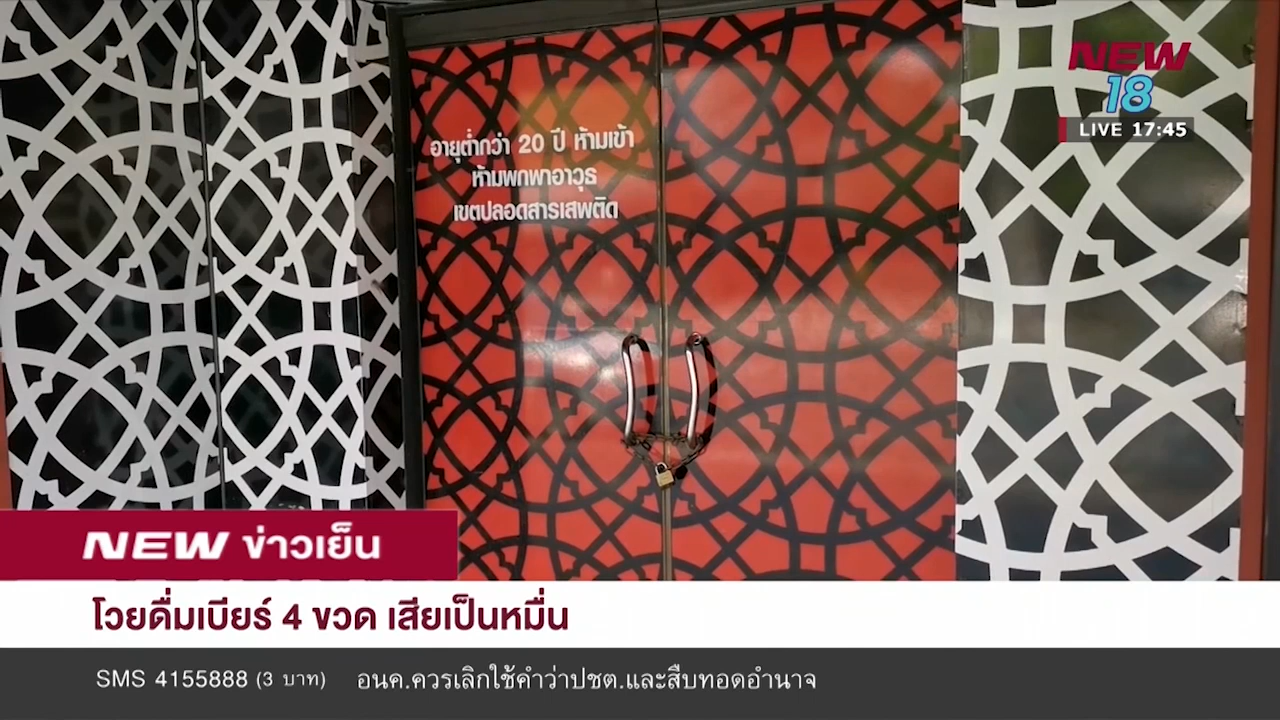 NEW
18
LIVE 17:45
อายุต่ำกว่า 20 ปี ห้ามเข้า
ห้ามพกพาอาวุธ
เขตปลอดสารเสพติด
NEW ข่าวเย็น
โวยดื่มเบียร์ 4 ขวด เสียเป็นหมื่น
SMS 4155888 (3 บาท) อนค.ควรเลิกใช้คำว่าปชต.และสืบทอดอำนาจ